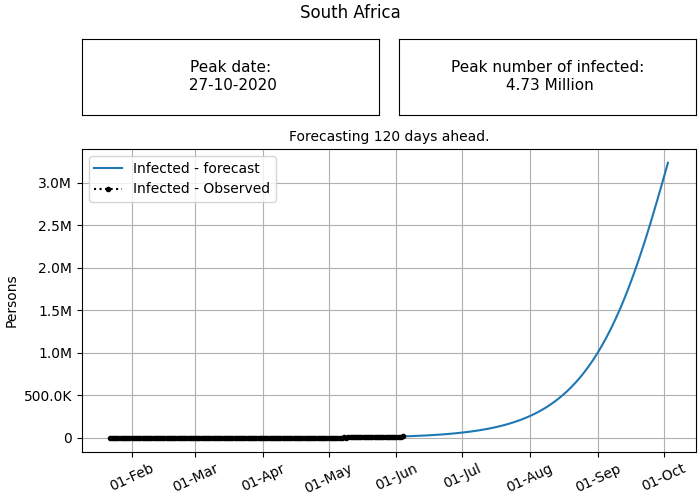 South Africa
Peak date:
27-10-2020
Peak number of infected:
4.73 Million
Forecasting 120 days ahead.
Infected - forecast
Infected - Observed
Persons
3.0M
2.5M
2.0M
1.5M
1.0M
500.0K
0
01-Feb
01-Mar
01-Apr
01-May
01-Jun
01-Jul
01-Aug
01-Sep
01-Oct